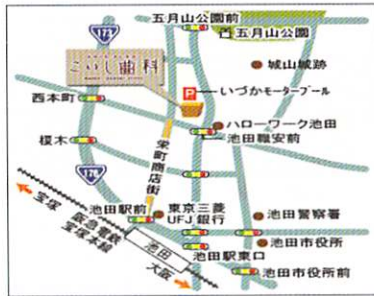 五月山公園前
173
五月山公園
こいし歯科
城山城跡
P
いづかモータープール
西本町
ハローワーク池田
池田職安前
榎木
栄町商店街
176
池田駅前
東京三菱
UFJ銀行
池田警察署
宝塚
阪急電鉄
宝塚本線
池田
大阪
池田市役所
池田駅東口
池田市役所前